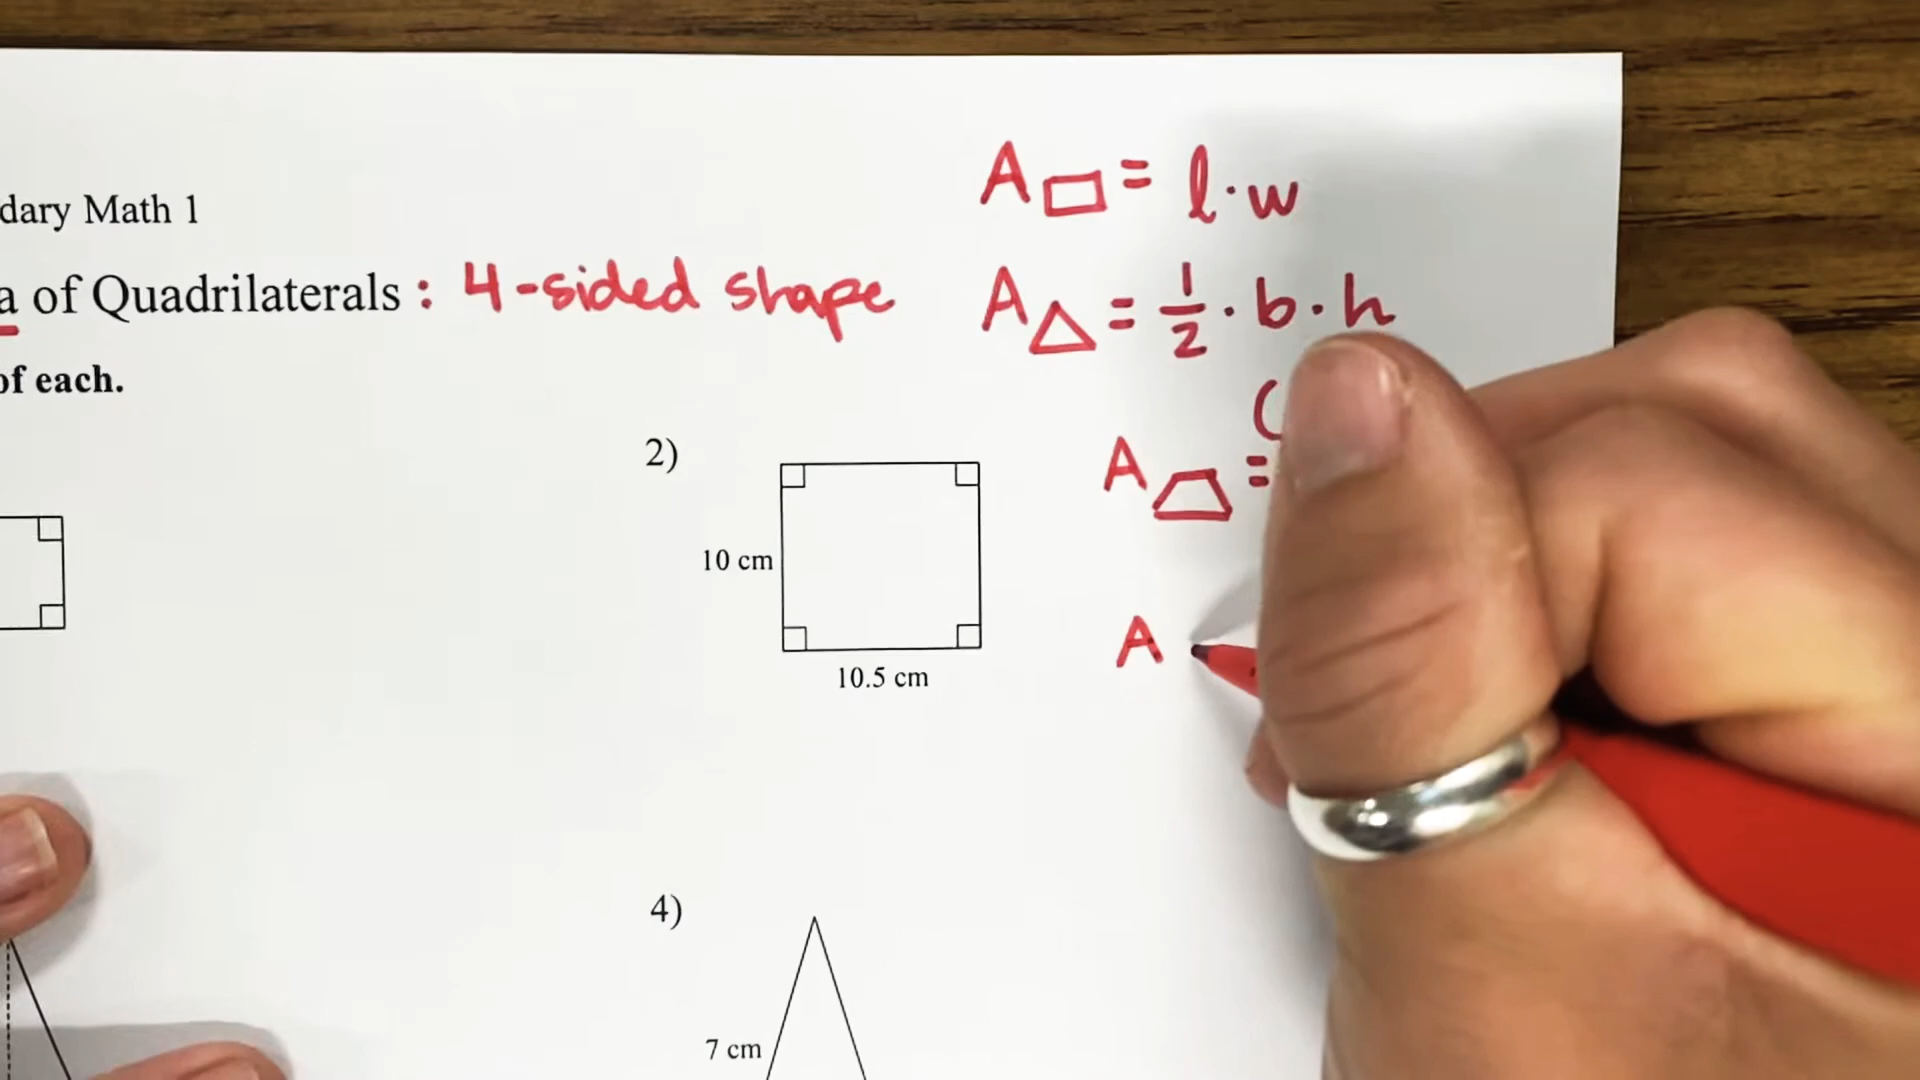 A▭ = l · w
dary Math 1
a of Quadrilaterals : 4-sided shape
A△ = 1/2 · b · h
of each.
(
A⏢ =
2)
10 cm
A
10.5 cm
4)
7 cm